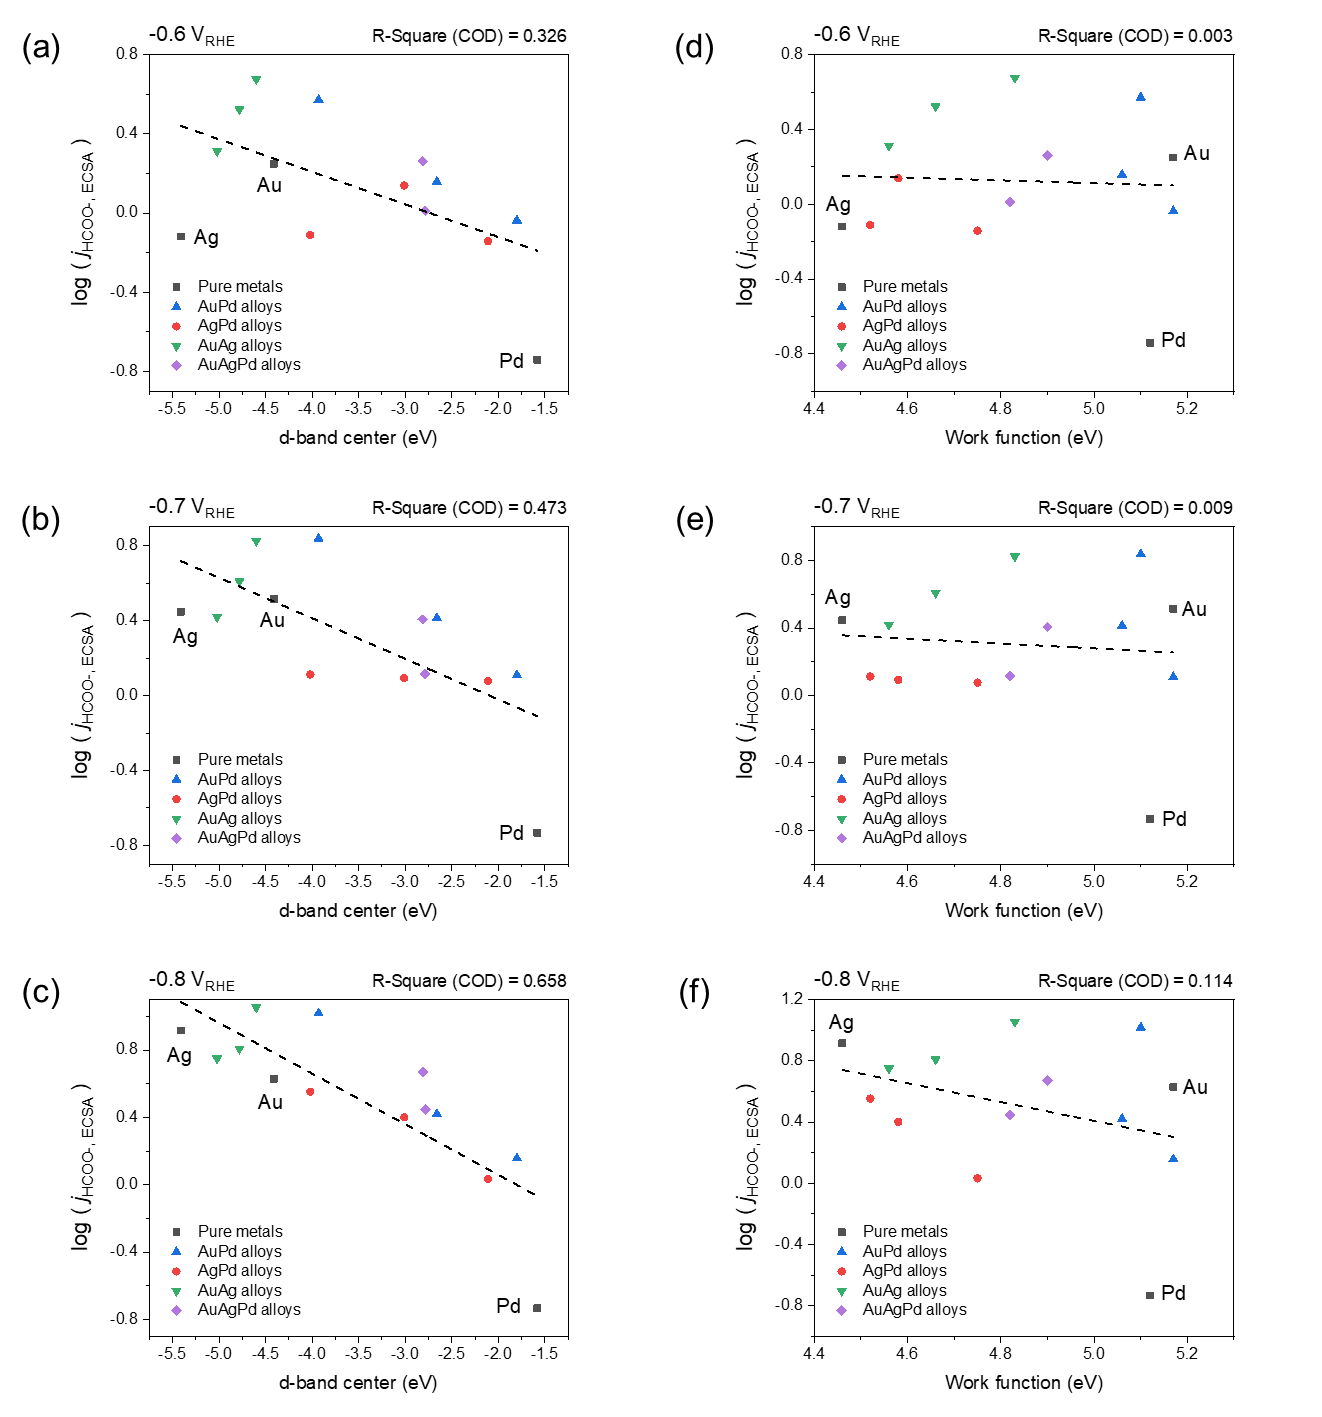 (a)
-0.6 VRHE
R-Square (COD) = 0.326
0.8
0.4
0.0
-0.4
-0.8
log ( jHCOO-, ECSA )
Au
Ag
Pd
Pure metals
AuPd alloys
AgPd alloys
AuAg alloys
AuAgPd alloys
-5.5 -5.0 -4.5 -4.0 -3.5 -3.0 -2.5 -2.0 -1.5
d-band center (eV)
(d)
-0.6 VRHE
R-Square (COD) = 0.003
0.8
0.4
0.0
-0.4
-0.8
log ( jHCOO-, ECSA )
Au
Ag
Pd
Pure metals
AuPd alloys
AgPd alloys
AuAg alloys
AuAgPd alloys
4.4 4.6 4.8 5.0 5.2
Work function (eV)
(b)
-0.7 VRHE
R-Square (COD) = 0.473
0.8
0.4
0.0
-0.4
-0.8
log ( jHCOO-, ECSA )
Ag
Au
Pd
Pure metals
AuPd alloys
AgPd alloys
AuAg alloys
AuAgPd alloys
-5.5 -5.0 -4.5 -4.0 -3.5 -3.0 -2.5 -2.0 -1.5
d-band center (eV)
(e)
-0.7 VRHE
R-Square (COD) = 0.009
0.8
0.4
0.0
-0.4
-0.8
log ( jHCOO-, ECSA )
Ag
Au
Pd
Pure metals
AuPd alloys
AgPd alloys
AuAg alloys
AuAgPd alloys
4.4 4.6 4.8 5.0 5.2
Work function (eV)
(c)
-0.8 VRHE
R-Square (COD) = 0.658
0.8
0.4
0.0
-0.4
-0.8
log ( jHCOO-, ECSA )
Ag
Au
Pd
Pure metals
AuPd alloys
AgPd alloys
AuAg alloys
AuAgPd alloys
-5.5 -5.0 -4.5 -4.0 -3.5 -3.0 -2.5 -2.0 -1.5
d-band center (eV)
(f)
-0.8 VRHE
R-Square (COD) = 0.114
1.2
0.8
0.4
0.0
-0.4
-0.8
log ( jHCOO-, ECSA )
Ag
Au
Pd
Pure metals
AuPd alloys
AgPd alloys
AuAg alloys
AuAgPd alloys
4.4 4.6 4.8 5.0 5.2
Work function (eV)